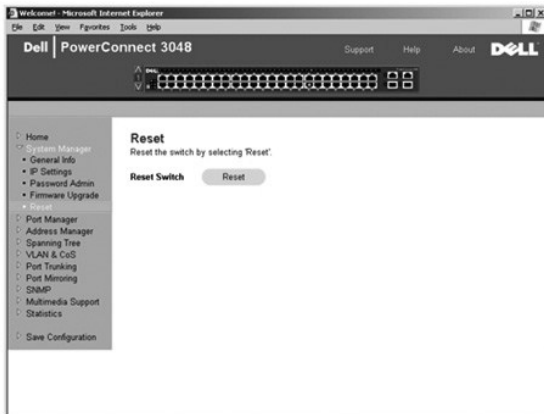 Welcome! - Microsoft Internet Explorer
File Edit View Favorites Tools Help
Dell | PowerConnect 3048
Support Help About DELL
Home
System Manager
General Info
IP Settings
Password Admin
Firmware Upgrade
Reset
Port Manager
Address Manager
Spanning Tree
VLAN & CoS
Port Trunking
Port Mirroring
SNMP
Multimedia Support
Statistics
Save Configuration
Reset
Reset the switch by selecting 'Reset'.
Reset Switch Reset